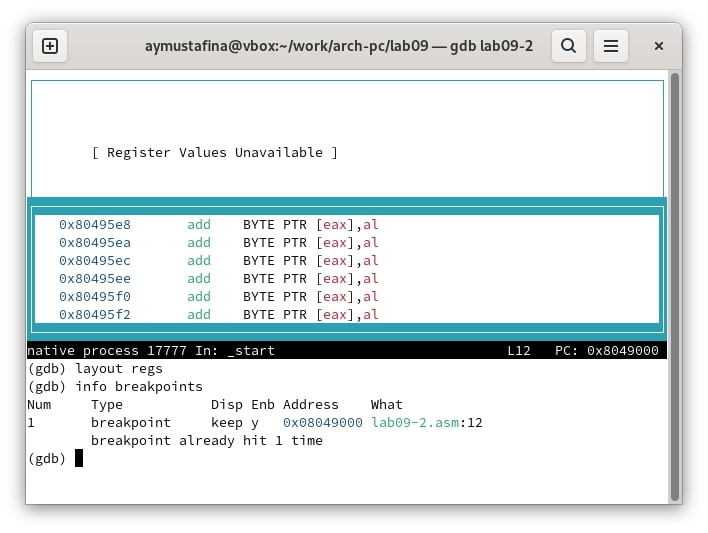 aymustafina@vbox:~/work/arch-pc/lab09 — gdb lab09-2
[ Register Values Unavailable ]
0x80495e8 add BYTE PTR [eax],al
0x80495ea add BYTE PTR [eax],al
0x80495ec add BYTE PTR [eax],al
0x80495ee add BYTE PTR [eax],al
0x80495f0 add BYTE PTR [eax],al
0x80495f2 add BYTE PTR [eax],al
native process 17777 In: _start L12 PC: 0x8049000
(gdb) layout regs
(gdb) info breakpoints
Num Type Disp Enb Address What
1 breakpoint keep y 0x08049000 lab09-2.asm:12
breakpoint already hit 1 time
(gdb)